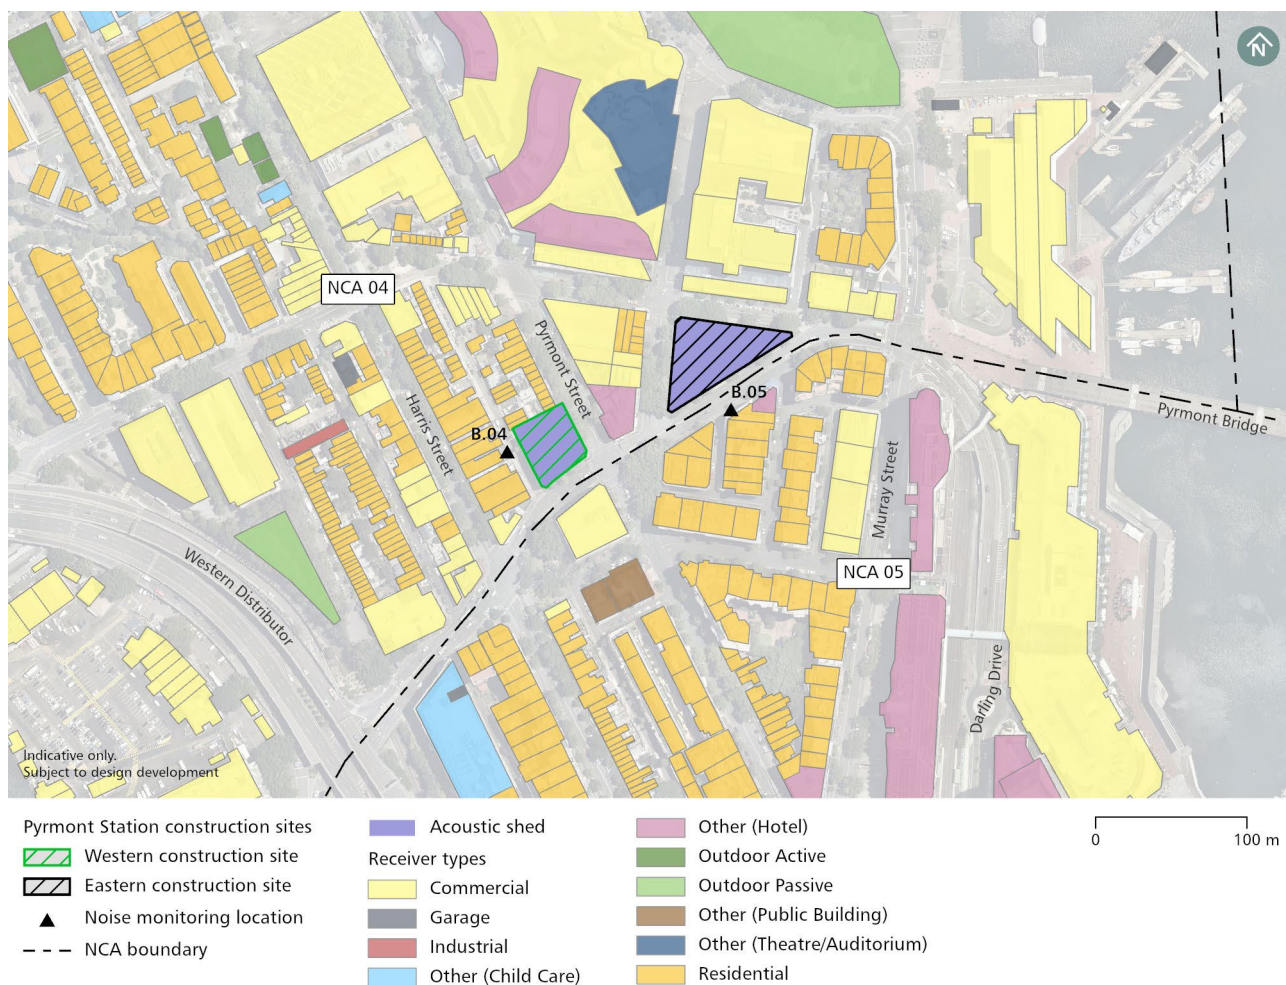 N
NCA 04
Pyrmont Street
Harris Street
B.04
B.05
Pyrmont Bridge
Murray Street
NCA 05
Western Distributor
Darling Drive
Indicative only.
Subject to design development
Pyrmont Station construction sites
Western construction site
Eastern construction site
Noise monitoring location
NCA boundary
Acoustic shed
Receiver types
Commercial
Garage
Industrial
Other (Child Care)
Other (Hotel)
Outdoor Active
Outdoor Passive
Other (Public Building)
Other (Theatre/Auditorium)
Residential
0 100 m